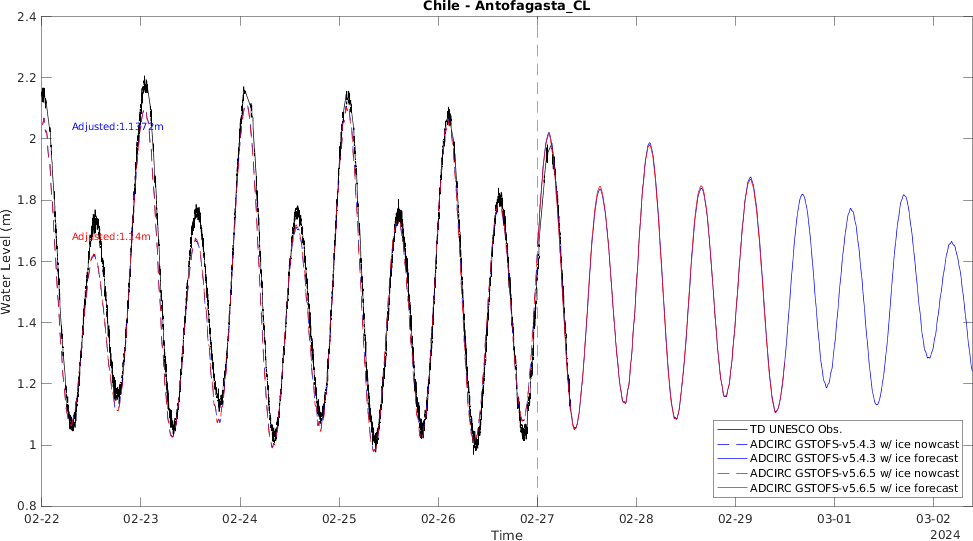 Chile - Antofagasta_CL
2.4
2.2
2
1.8
1.6
1.4
1.2
1
0.8
Water Level (m)
Adjusted:1.1372m
Adjusted:1.14m
TD UNESCO Obs.
ADCIRC GSTOFS-v5.4.3 w/ ice nowcast
ADCIRC GSTOFS-v5.4.3 w/ ice forecast
ADCIRC GSTOFS-v5.6.5 w/ ice nowcast
ADCIRC GSTOFS-v5.6.5 w/ ice forecast
02-22 02-23 02-24 02-25 02-26 02-27 02-28 02-29 03-01 03-02
Time
2024